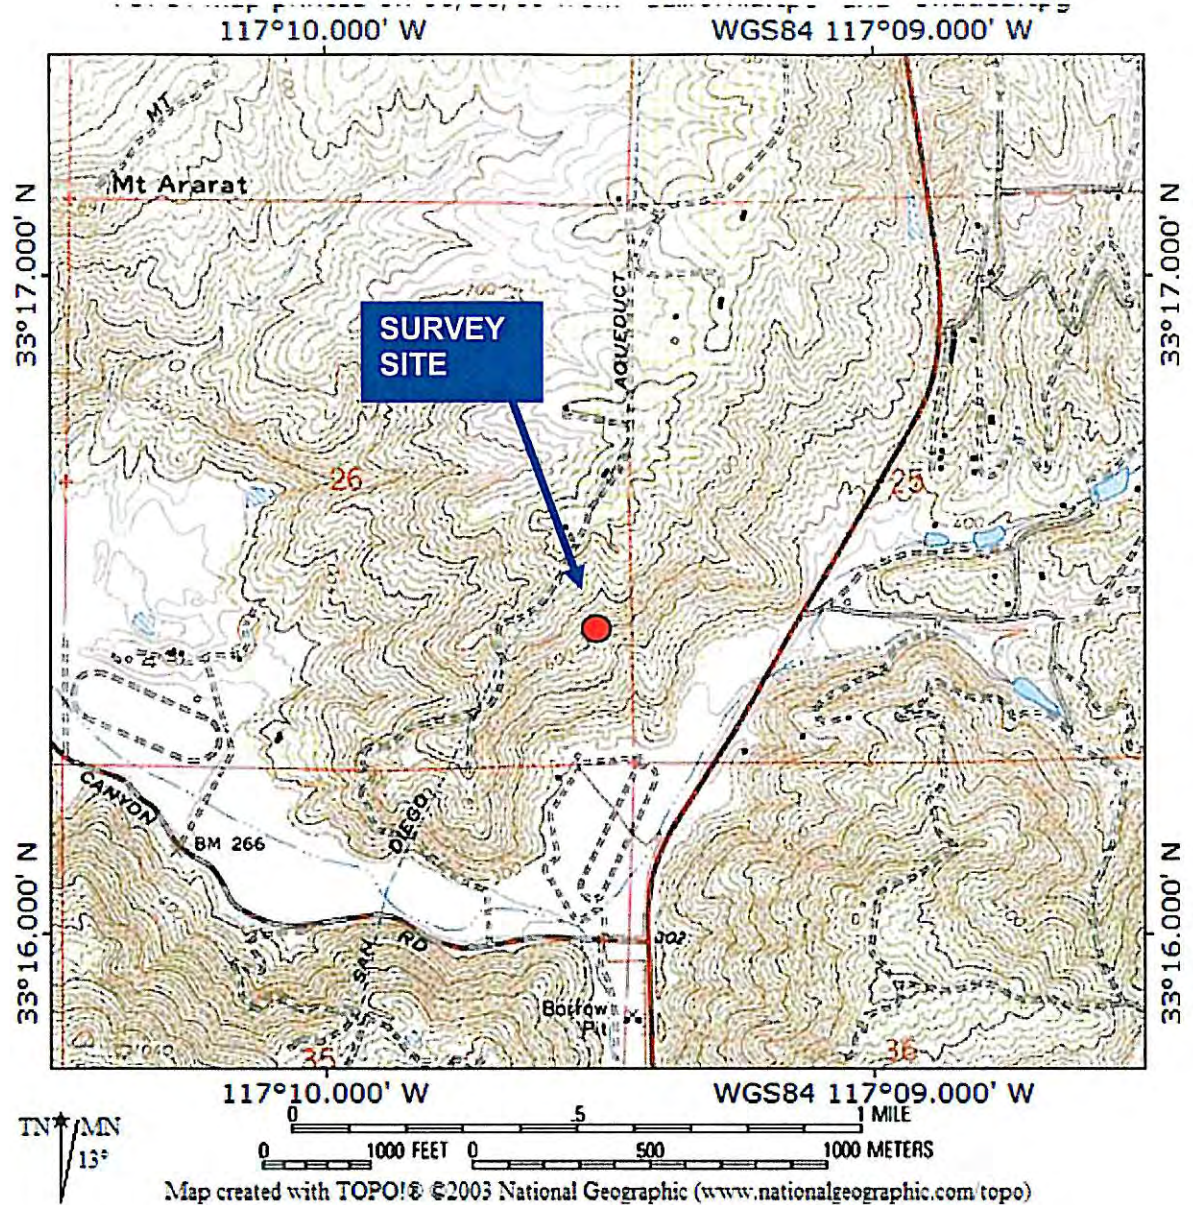 117°10.000' W WGS84 117°09.000' W
MT
Mt Ararat
33°17.000' N
33°17.000' N
700
AQUEDUCT
SURVEY
SITE
26
25
400
CANYON
DIEGO
BM 266
33°16.000' N
33°16.000' N
RD
302
SAN
Borrow
Pit
35
36
117°10.000' W WGS84 117°09.000' W
TN MN
13°
0 .5 1 MILE
0 1000 FEET 0 500 1000 METERS
Map created with TOPO!® ©2003 National Geographic (www.nationalgeographic.com/topo)